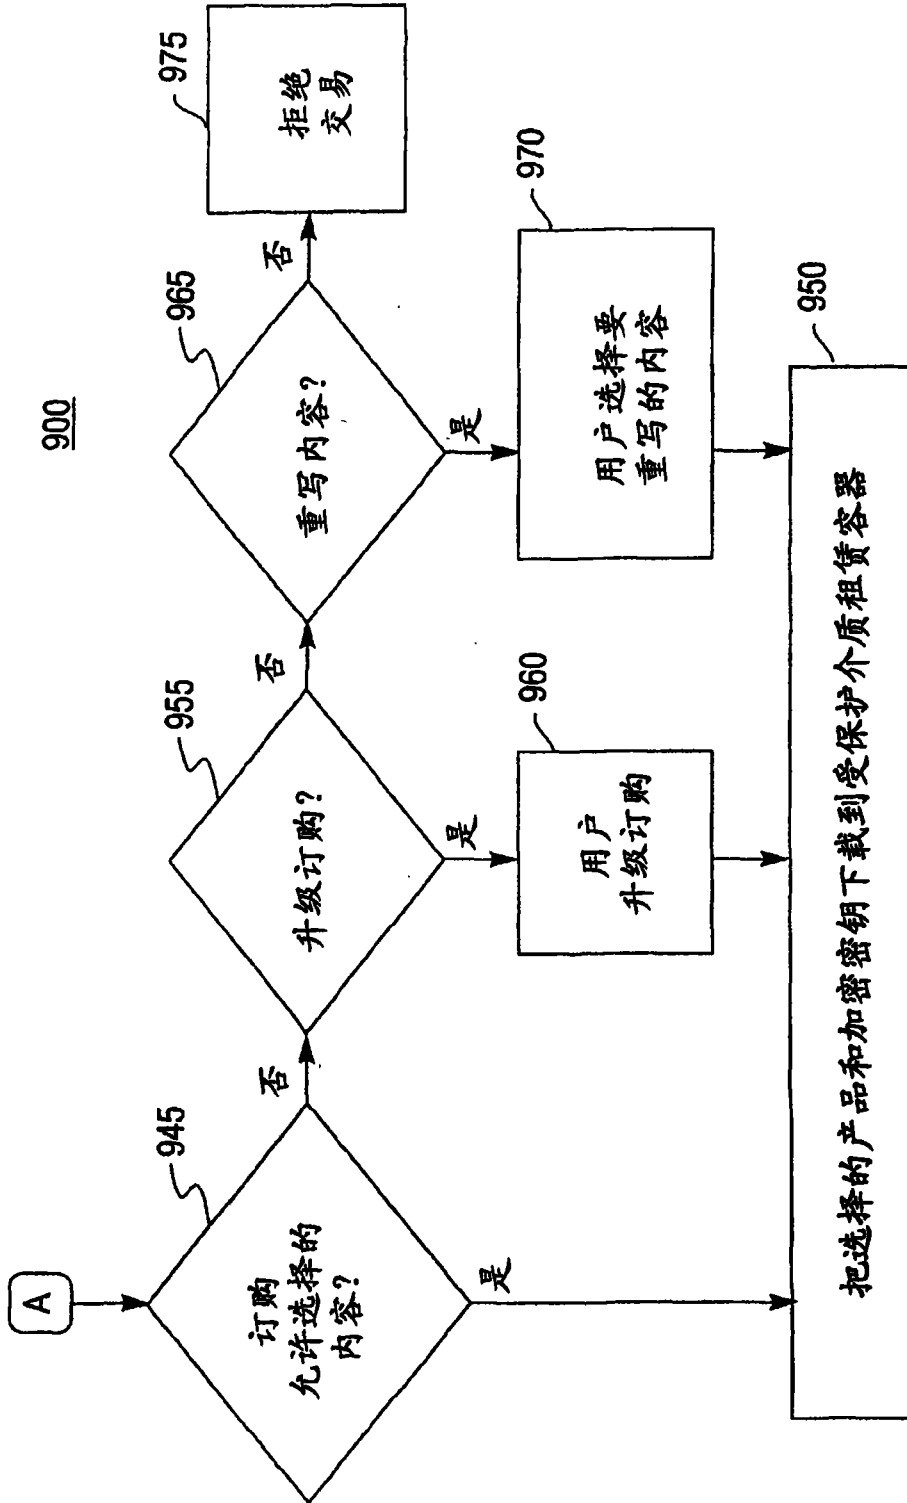 900
A
945
订购
允许选择的
内容?
否
是
955
升级订购?
否
是
960
用户
升级订购
965
重写内容?
否
是
970
用户选择要
重写的内容
975
拒绝
交易
950
把选择的产品和加密密钥下载到受保护介质租赁容器